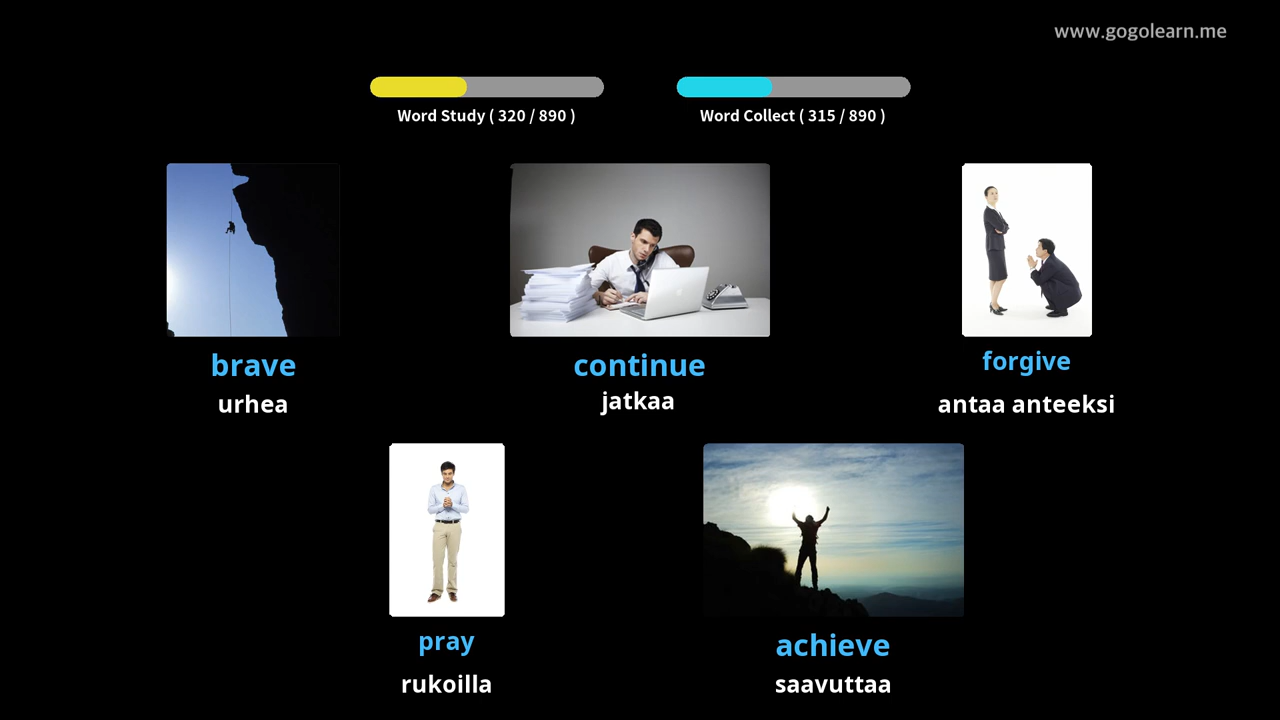 www.gogolearn.me
Word Study ( 320 / 890 )
Word Collect ( 315 / 890 )
brave
urhea
continue
jatkaa
forgive
antaa anteeksi
pray
rukoilla
achieve
saavuttaa